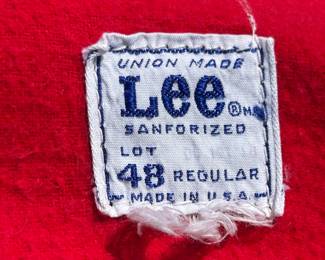 UNION MADE
Lee ® M.R.
SANFORIZED
LOT
48 REGULAR
MADE IN U.S.A.